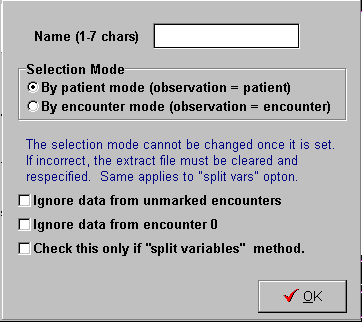 Name (1-7 chars)
Selection Mode
By patient mode (observation = patient)
By encounter mode (observation = encounter)
The selection mode cannot be changed once it is set.
If incorrect, the extract file must be cleared and
respecified. Same applies to "split vars" opton.
Ignore data from unmarked encounters
Ignore data from encounter 0
Check this only if "split variables" method.
OK